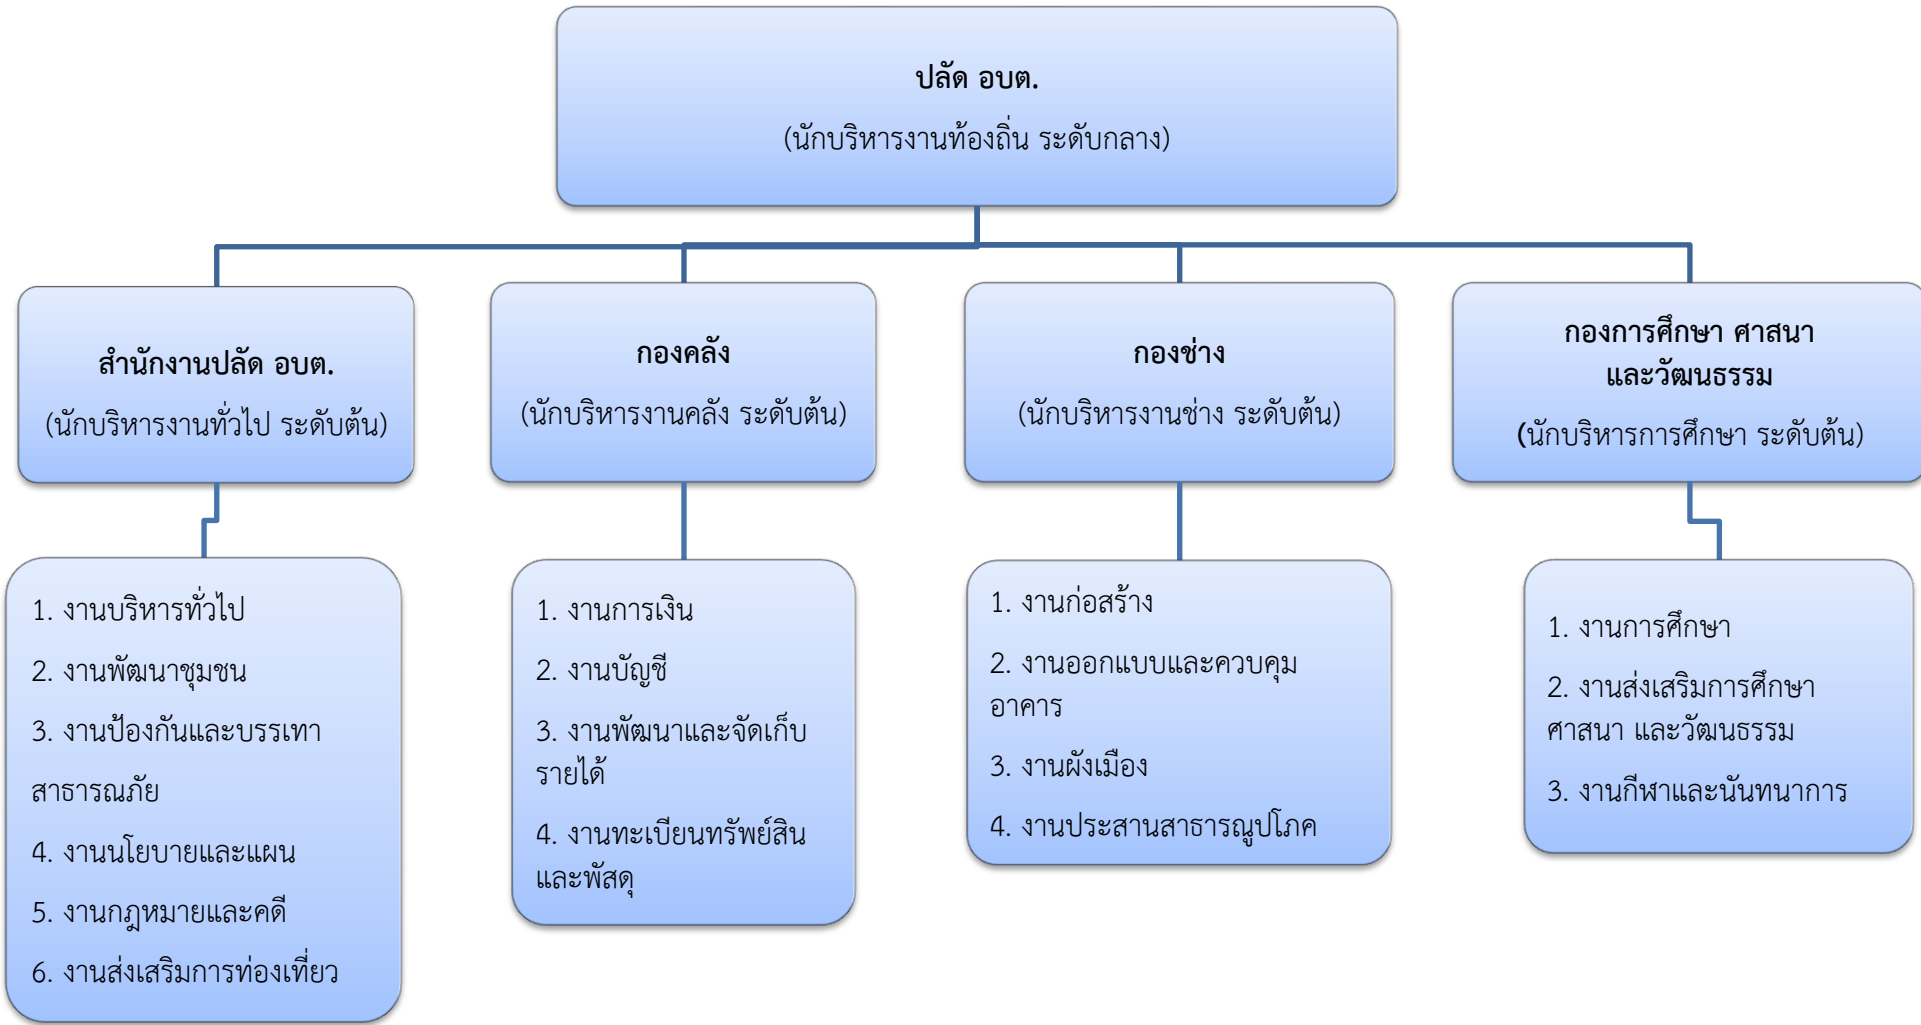 ปลัด อบต.
(นักบริหารงานท้องถิ่น ระดับกลาง)
สำนักงานปลัด อบต.
(นักบริหารงานทั่วไป ระดับต้น)
กองคลัง
(นักบริหารงานคลัง ระดับต้น)
กองช่าง
(นักบริหารงานช่าง ระดับต้น)
กองการศึกษา ศาสนา
และวัฒนธรรม
(นักบริหารการศึกษา ระดับต้น)
1. งานบริหารทั่วไป
2. งานพัฒนาชุมชน
3. งานป้องกันและบรรเทา
สาธารณภัย
4. งานนโยบายและแผน
5. งานกฎหมายและคดี
6. งานส่งเสริมการท่องเที่ยว
1. งานการเงิน
2. งานบัญชี
3. งานพัฒนาและจัดเก็บ
รายได้
4. งานทะเบียนทรัพย์สิน
และพัสดุ
1. งานก่อสร้าง
2. งานออกแบบและควบคุม
อาคาร
3. งานผังเมือง
4. งานประสานสาธารณูปโภค
1. งานการศึกษา
2. งานส่งเสริมการศึกษา
ศาสนา และวัฒนธรรม
3. งานกีฬาและนันทนาการ